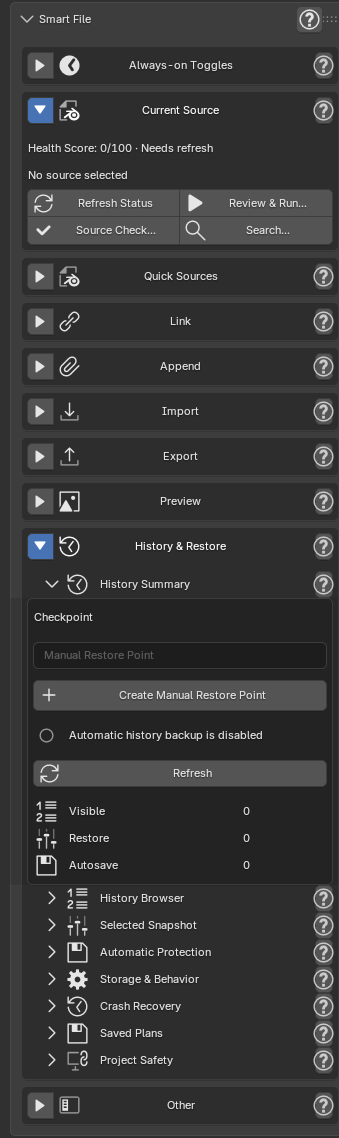 Smart File
Always-on Toggles
Current Source
Health Score: 0/100 · Needs refresh
No source selected
Refresh Status
Review & Run...
Source Check...
Search...
Quick Sources
Link
Append
Import
Export
Preview
History & Restore
History Summary
Checkpoint
Manual Restore Point
Create Manual Restore Point
Automatic history backup is disabled
Refresh
Visible 0
Restore 0
Autosave 0
History Browser
Selected Snapshot
Automatic Protection
Storage & Behavior
Crash Recovery
Saved Plans
Project Safety
Other